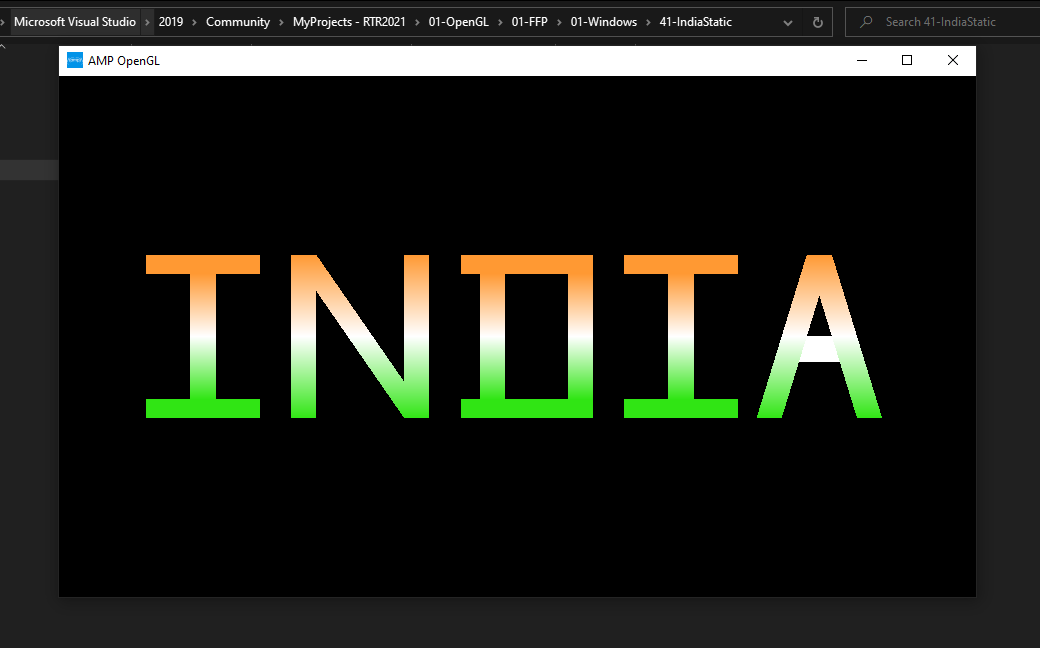 Microsoft Visual Studio > 2019 > Community > MyProjects - RTR2021 > 01-OpenGL > 01-FFP > 01-Windows > 41-IndiaStatic
Search 41-IndiaStatic
AMP OpenGL
INDIA